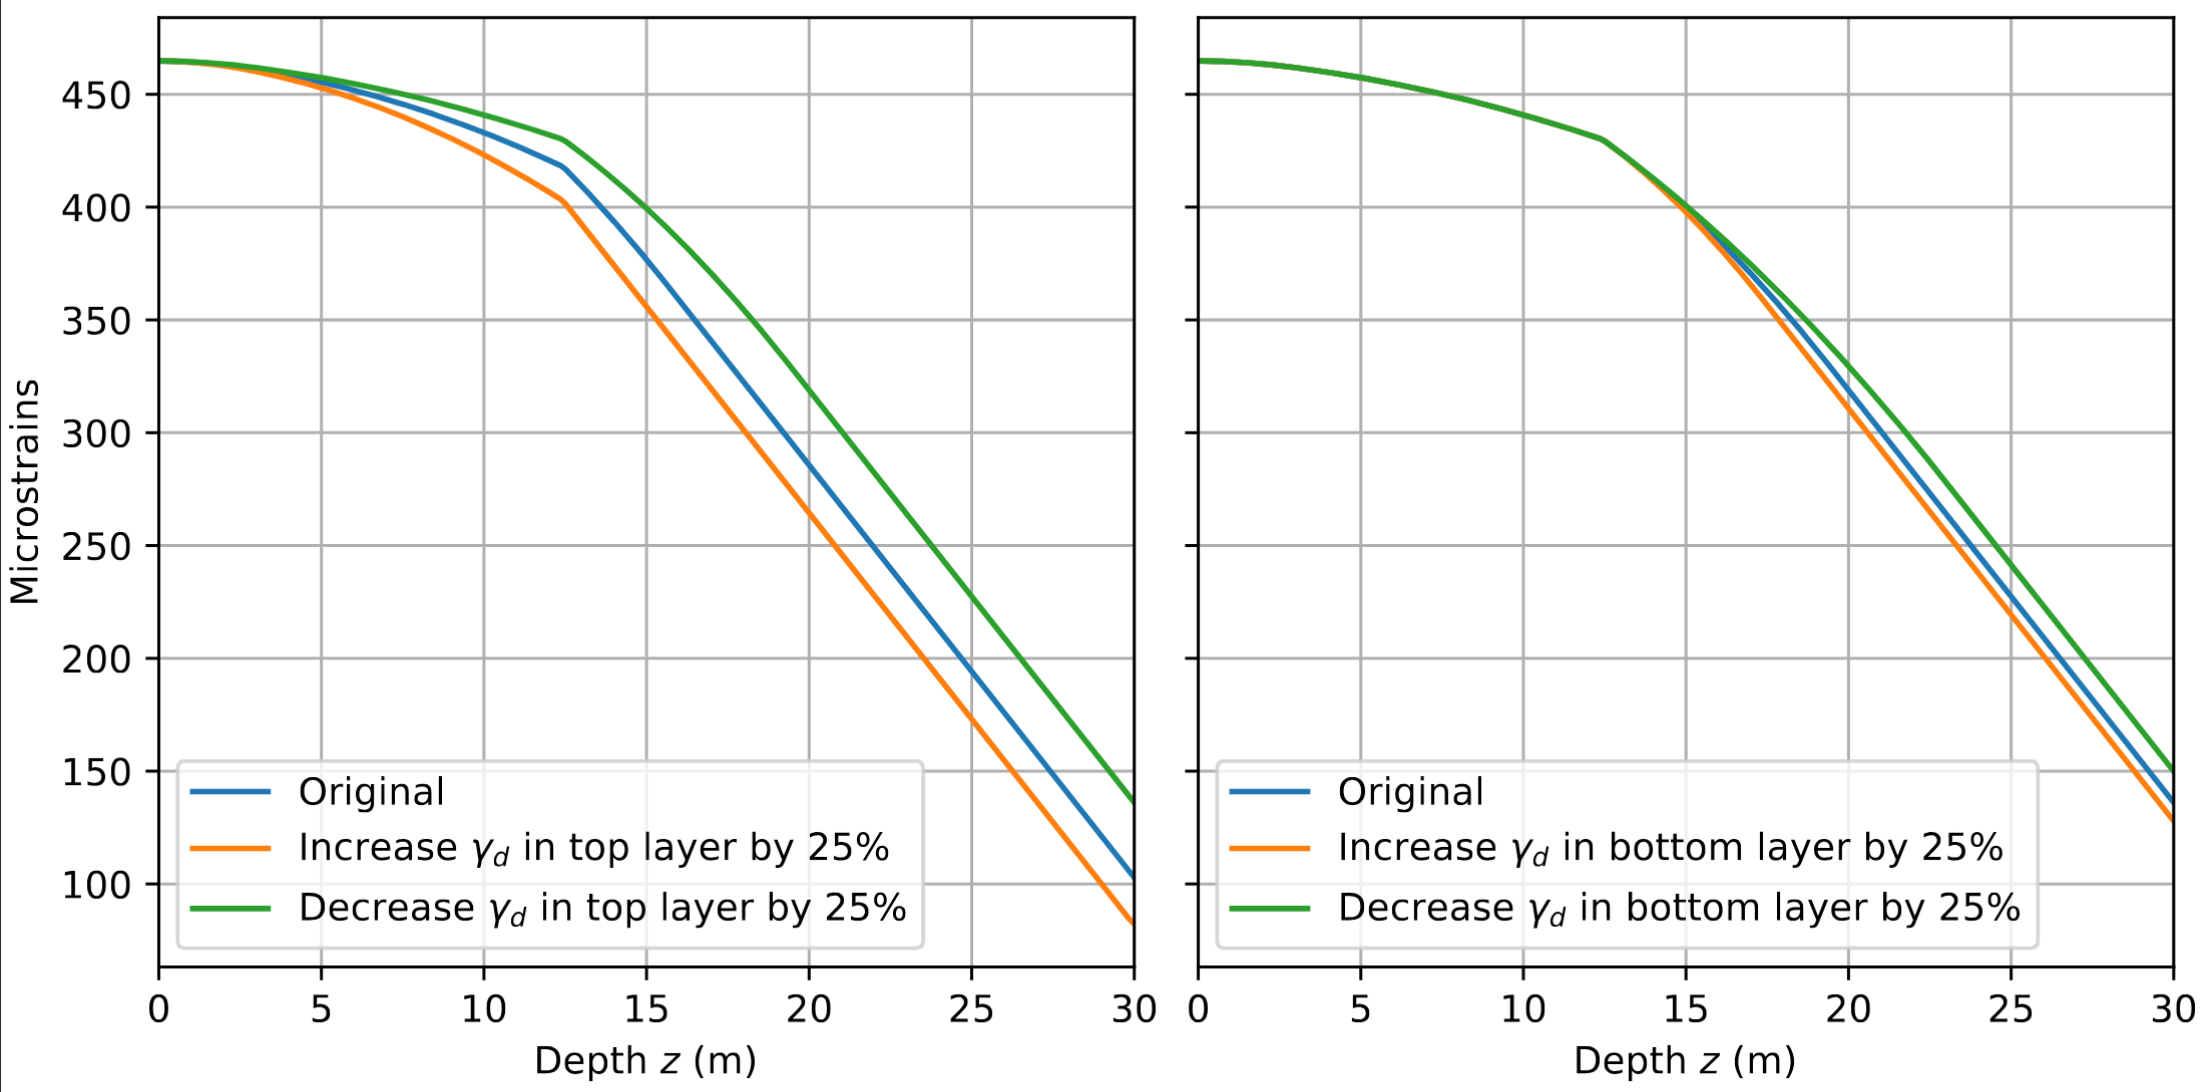 Microstrains
450
400
350
300
250
200
150
100
Original
Increase γd in top layer by 25%
Decrease γd in top layer by 25%
0 5 10 15 20 25 30
Depth z (m)
Original
Increase γd in bottom layer by 25%
Decrease γd in bottom layer by 25%
0 5 10 15 20 25 30
Depth z (m)